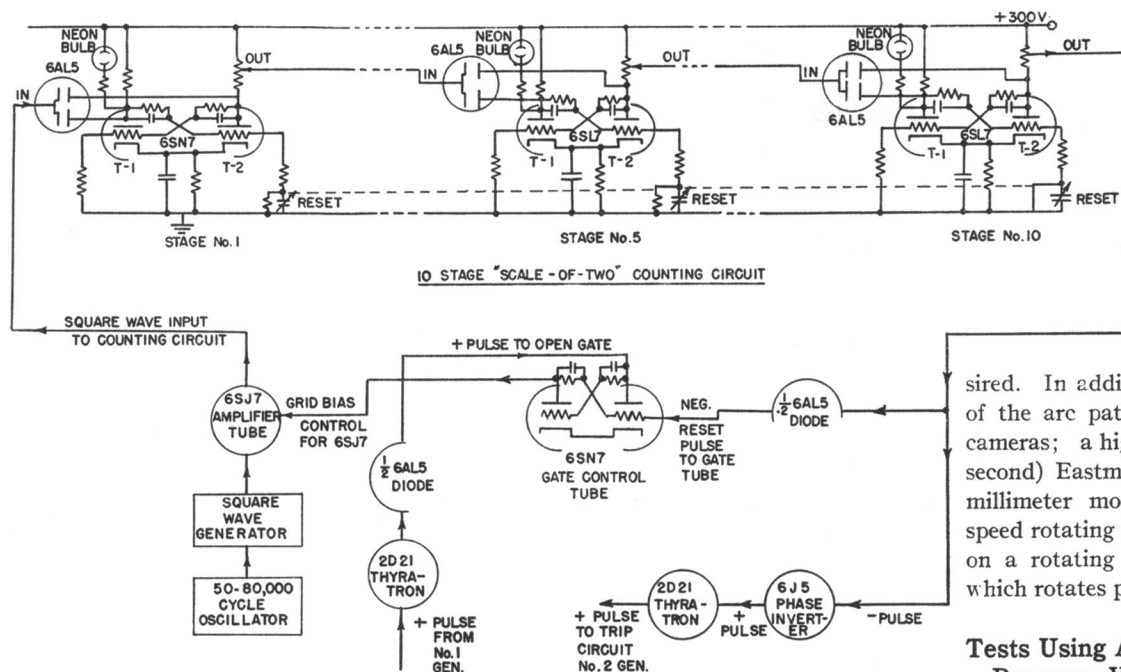 +300V.
NEON
BULB
6AL5
IN
OUT
6SN7
T-1
T-2
RESET
STAGE No.1
NEON
BULB
6AL5
IN
OUT
6SL7
T-1
T-2
RESET
STAGE No.5
NEON
BULB
IN
6AL5
OUT
6SL7
T-1
T-2
RESET
STAGE No.10
10 STAGE "SCALE-OF-TWO" COUNTING CIRCUIT
SQUARE WAVE INPUT
TO COUNTING CIRCUIT
+ PULSE TO OPEN GATE
6SJ7
AMPLIFIER
TUBE
GRID BIAS
CONTROL
FOR 6SJ7
6SN7
GATE CONTROL
TUBE
NEG.
RESET
PULSE
TO GATE
TUBE
1/2 6AL5
DIODE
1/2 6AL5
DIODE
SQUARE
WAVE
GENERATOR
50-80,000
CYCLE
OSCILLATOR
2D21
THYRA-
TRON
+ PULSE
FROM
No.1
GEN.
+ PULSE
TO TRIP
CIRCUIT
No.2 GEN.
2D21
THYRA-
TRON
+
PULSE
6J5
PHASE
INVERT-
ER
-PULSE
sired. In addi
of the arc pat
cameras; a hig
second) Eastm
millimeter mo
speed rotating
on a rotating
which rotates p
Tests Using A